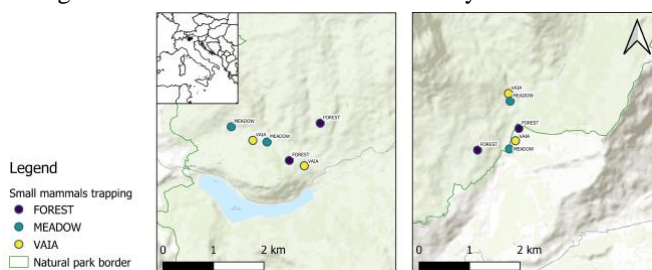 MEADOW
FOREST
VAIA
MEADOW
FOREST
VAIA
0 1 2 km
VAIA
MEADOW
FOREST
VAIA
FOREST
MEADOW
0 1 2 km
Legend
Small mammals trapping
FOREST
MEADOW
VAIA
Natural park border